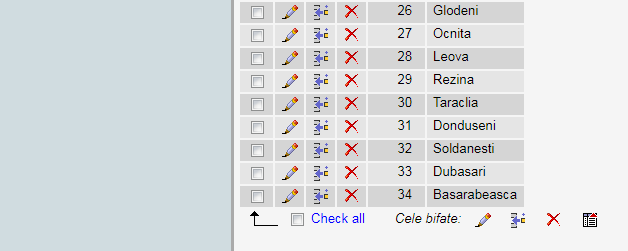 26 Glodeni
27 Ocnita
28 Leova
29 Rezina
30 Taraclia
31 Donduseni
32 Soldanesti
33 Dubasari
34 Basarabeasca
Check all Cele bifate: